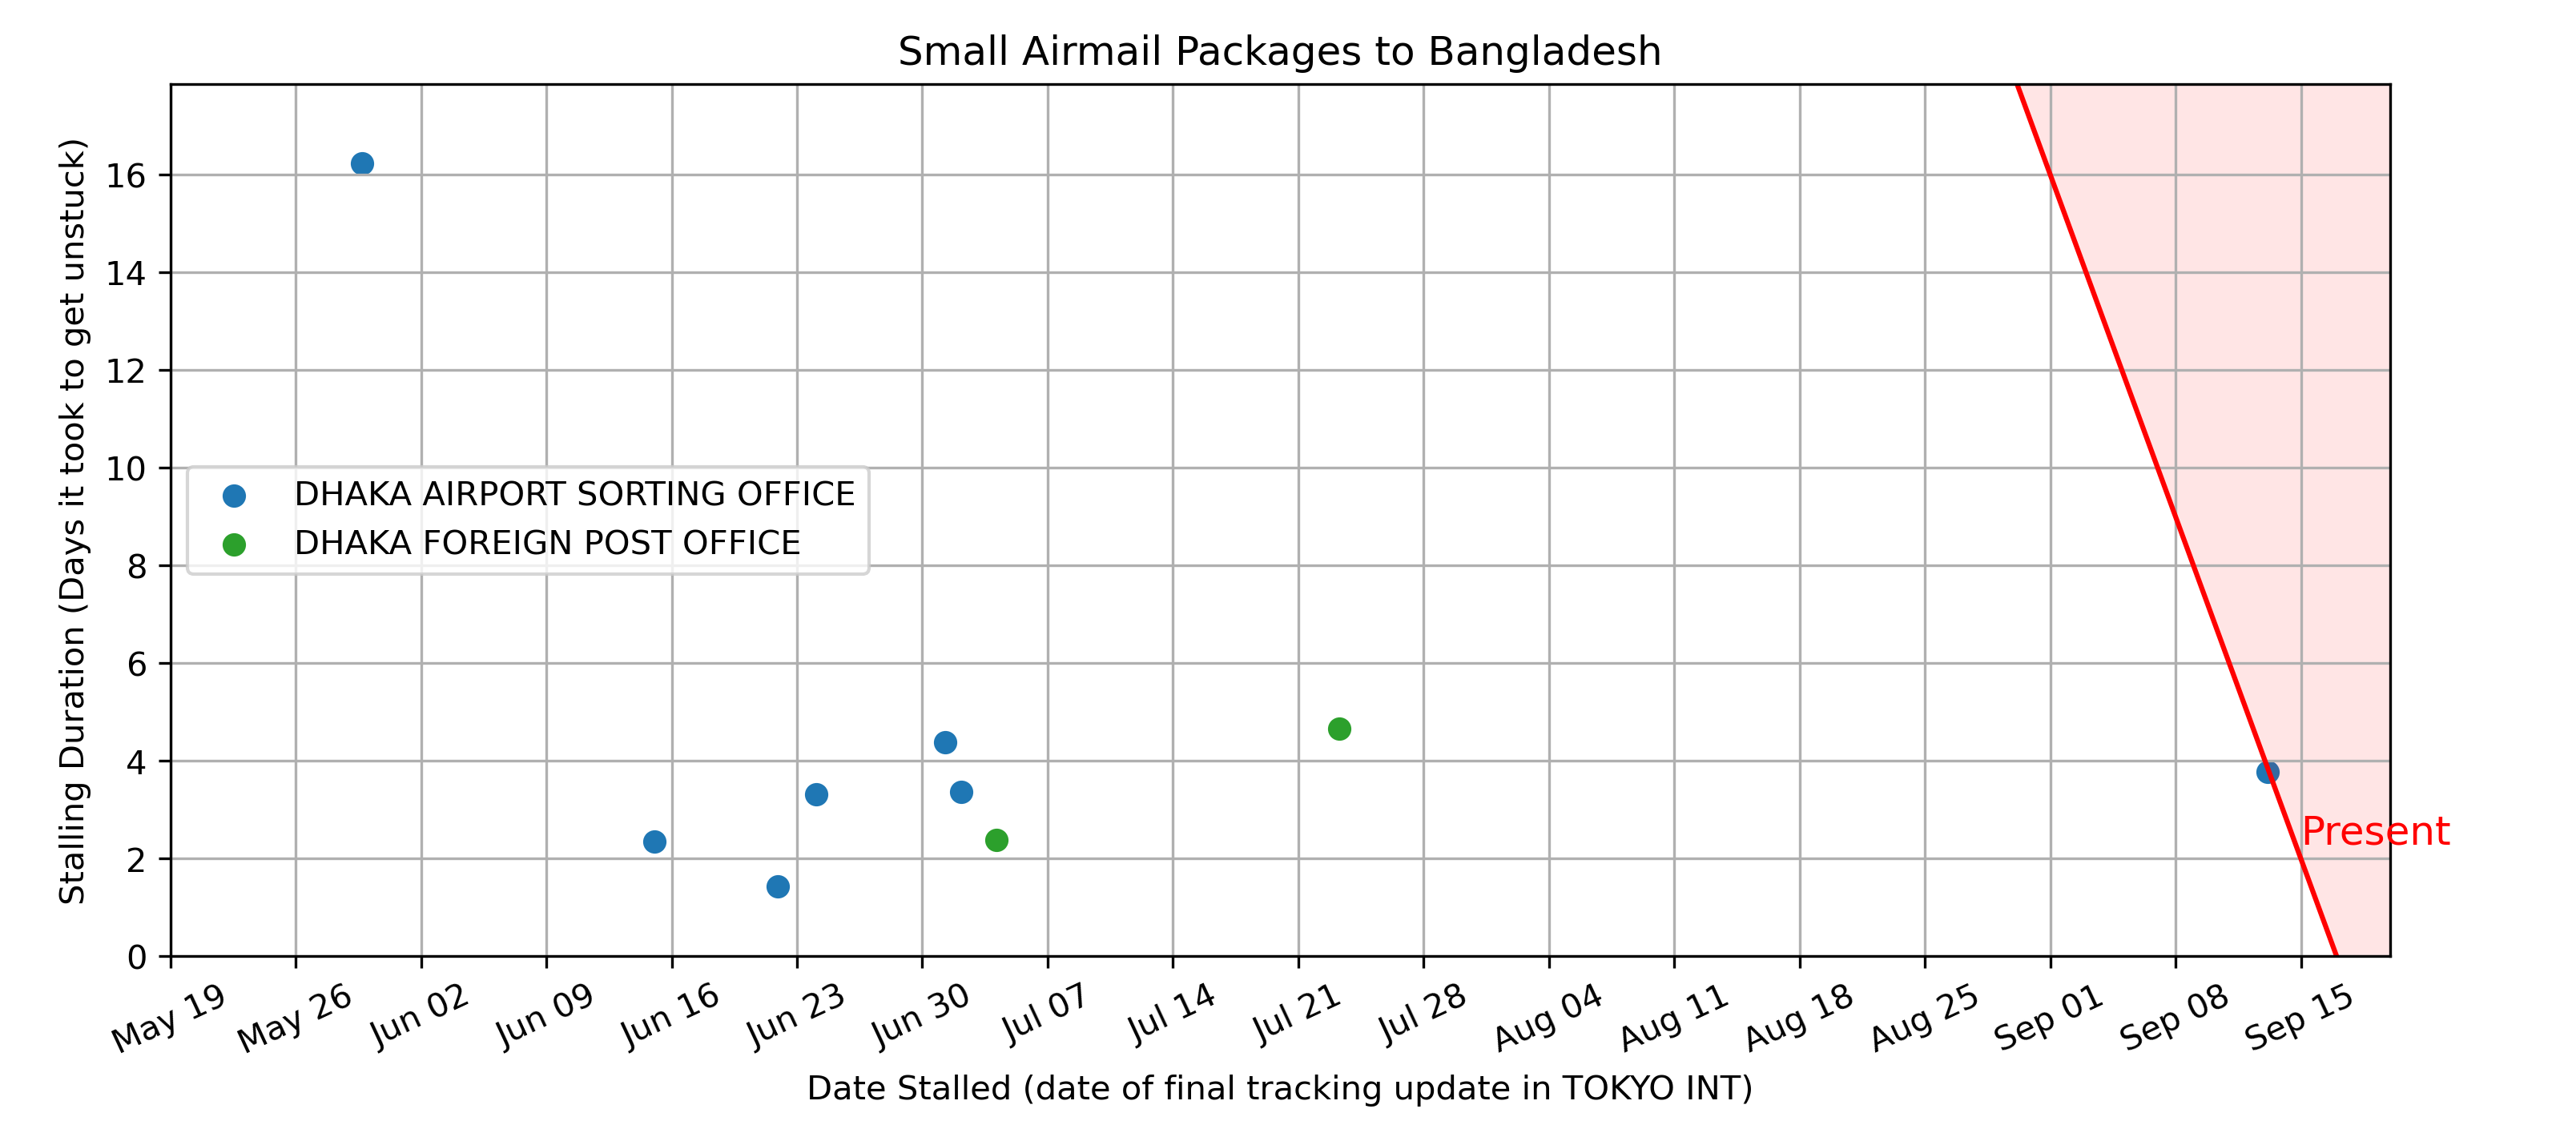 Small Airmail Packages to Bangladesh
Stalling Duration (Days it took to get unstuck)
16
14
12
10
8
6
4
2
0
DHAKA AIRPORT SORTING OFFICE
DHAKA FOREIGN POST OFFICE
Present
May 19
May 26
Jun 02
Jun 09
Jun 16
Jun 23
Jun 30
Jul 07
Jul 14
Jul 21
Jul 28
Aug 04
Aug 11
Aug 18
Aug 25
Sep 01
Sep 08
Sep 15
Date Stalled (date of final tracking update in TOKYO INT)